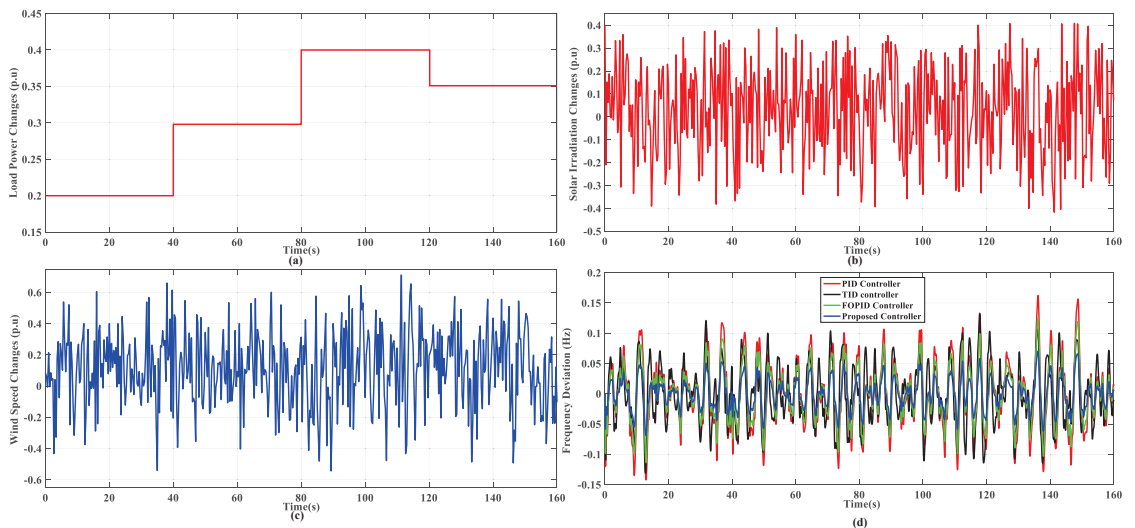 0.45
0.4
0.35
0.3
0.25
0.2
0.15
Load Power Changes (p.u)
0 20 40 60 80 100 120 140 160
Time(s)
(a)
0.4
0.3
0.2
0.1
0
-0.1
-0.2
-0.3
-0.4
-0.5
Solar Irradiation Changes (p.u)
0 20 40 60 80 100 120 140 160
Time(s)
(b)
0.6
0.4
0.2
0
-0.2
-0.4
-0.6
Wind Speed Changes (p.u)
0 20 40 60 80 100 120 140 160
Time(s)
(c)
0.2
0.15
0.1
0.05
0
-0.05
-0.1
-0.15
Frequency Deviation (Hz)
PID Controller
TID controller
FOPID Controller
Proposed Controller
0 20 40 60 80 100 120 140 160
Time(s)
(d)